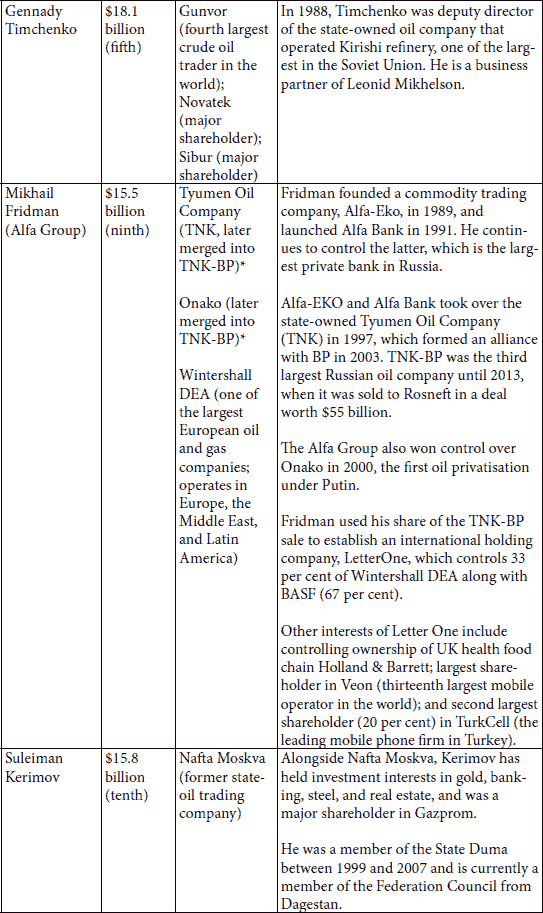 Gennady
Timchenko
$18.1
billion
(fifth)
Gunvor
(fourth largest
crude oil
trader in the
world);
Novatek
(major
shareholder);
Sibur (major
shareholder)
In 1988, Timchenko was deputy director
of the state-owned oil company that
operated Kirishi refinery, one of the larg-
est in the Soviet Union. He is a business
partner of Leonid Mikhelson.
Mikhail
Fridman
(Alfa Group)
$15.5
billion
(ninth)
Tyumen Oil
Company
(TNK, later
merged into
TNK-BP)*
Onako (later
merged into
TNK-BP)*
Wintershall
DEA (one of
the largest
European oil
and gas
companies;
operates in
Europe, the
Middle East,
and Latin
America)
Fridman founded a commodity trading
company, Alfa-Eko, in 1989, and
launched Alfa Bank in 1991. He contin-
ues to control the latter, which is the larg-
est private bank in Russia.
Alfa-EKO and Alfa Bank took over the
state-owned Tyumen Oil Company
(TNK) in 1997, which formed an alliance
with BP in 2003. TNK-BP was the third
largest Russian oil company until 2013,
when it was sold to Rosneft in a deal
worth $55 billion.
The Alfa Group also won control over
Onako in 2000, the first oil privatisation
under Putin.
Fridman used his share of the TNK-BP
sale to establish an international holding
company, LetterOne, which controls 33
per cent of Wintershall DEA along with
BASF (67 per cent).
Other interests of Letter One include
controlling ownership of UK health food
chain Holland & Barrett; largest share-
holder in Veon (thirteenth largest mobile
operator in the world); and second largest
shareholder (20 per cent) in TurkCell (the
leading mobile phone firm in Turkey).
Suleiman
Kerimov
$15.8
billion
(tenth)
Nafta Moskva
(former state-
oil trading
company)
Alongside Nafta Moskva, Kerimov has
held investment interests in gold, bank-
ing, steel, and real estate, and was a
major shareholder in Gazprom.
He was a member of the State Duma
between 1999 and 2007 and is currently a
member of the Federation Council from
Dagestan.